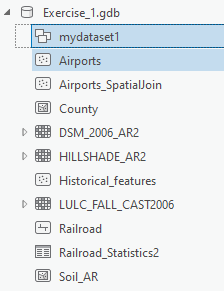 Exercise_1.gdb
mydataset1
Airports
Airports_SpatialJoin
County
DSM_2006_AR2
HILLSHADE_AR2
Historical_features
LULC_FALL_CAST2006
Railroad
Railroad_Statistics2
Soil_AR